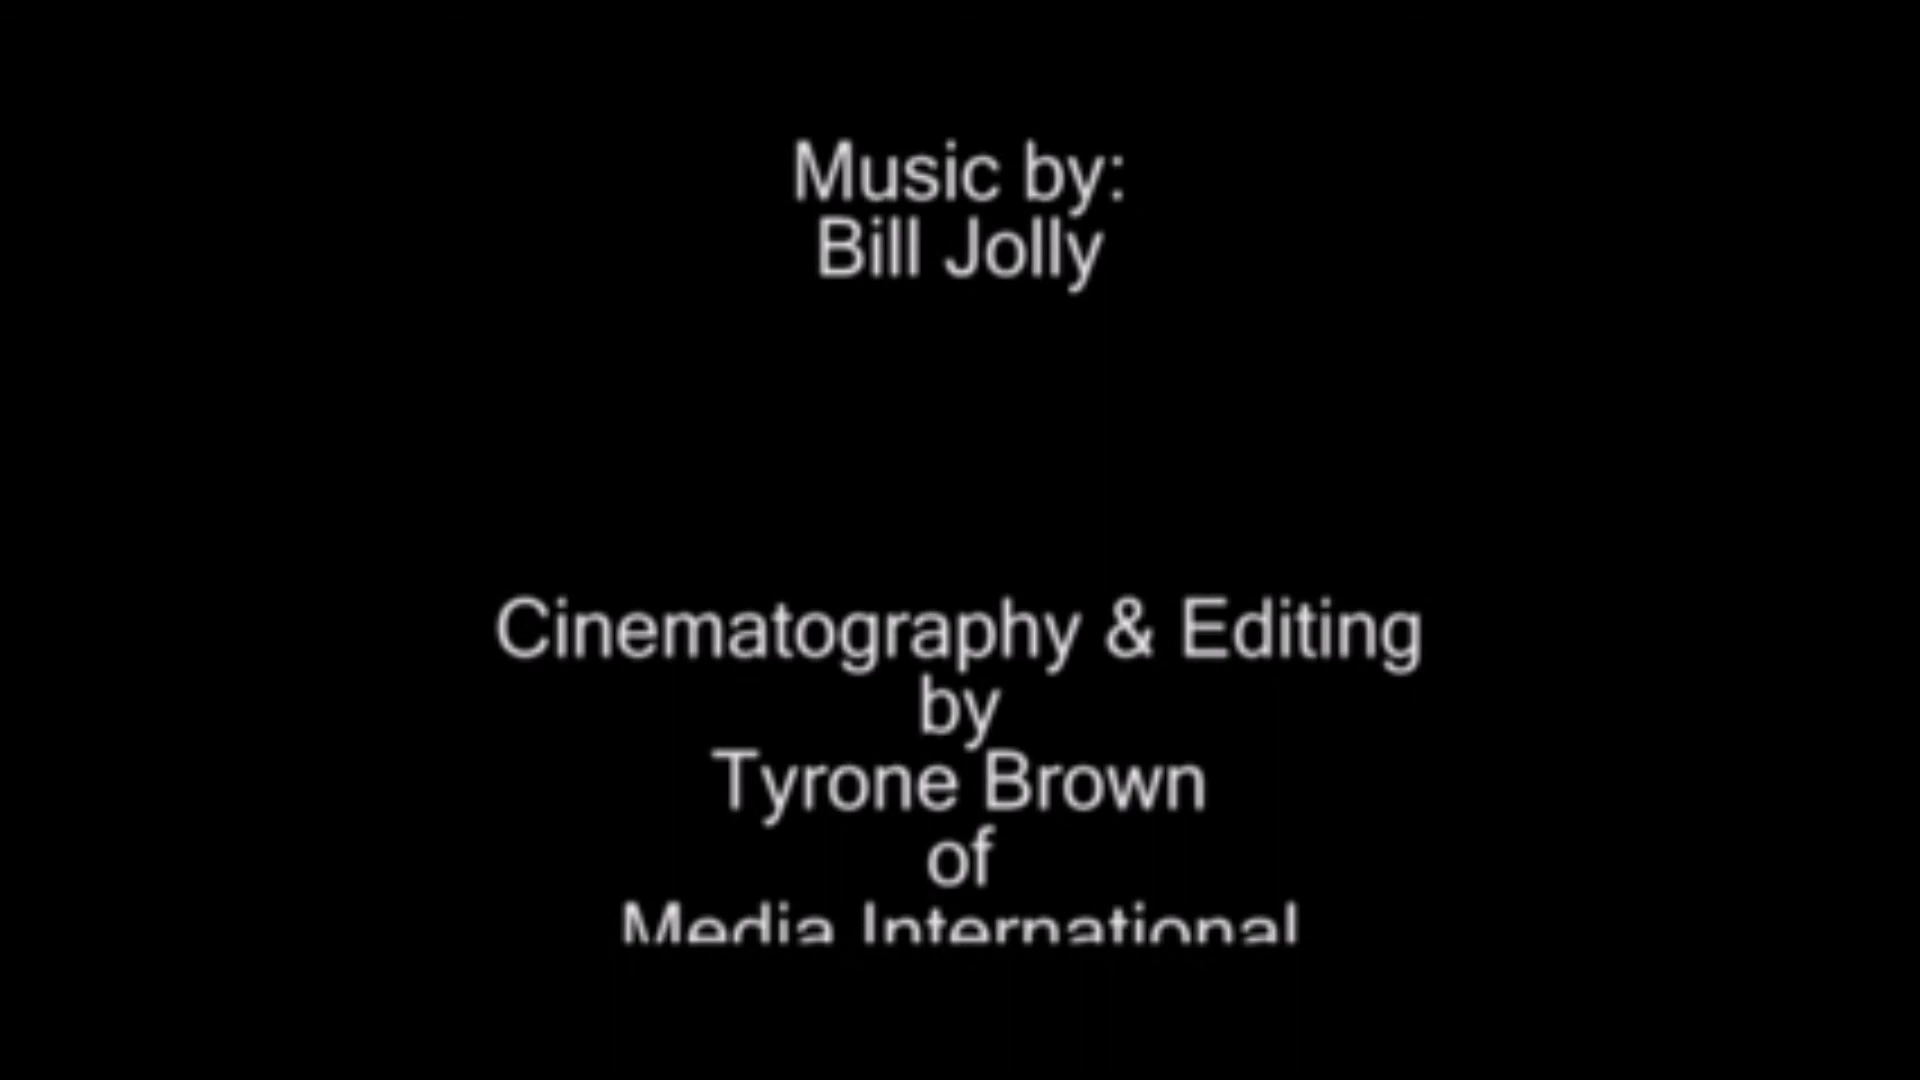 Music by:
Bill Jolly
Cinematography & Editing
by
Tyrone Brown
of
Media International